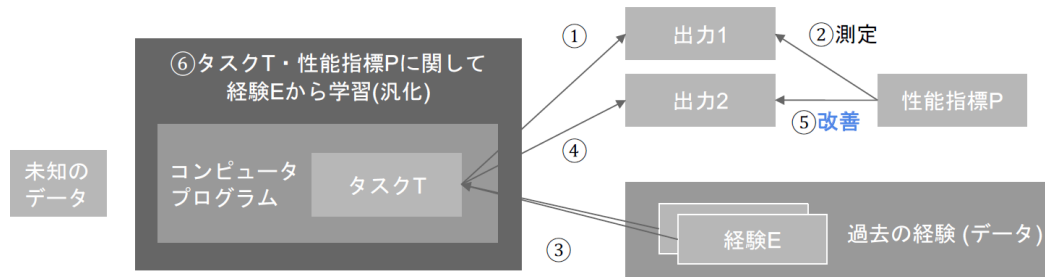 ⑥タスクT・性能指標Pに関して
経験Eから学習(汎化)
コンピュータ
プログラム
タスクT
未知の
データ
①
出力1
②測定
出力2
性能指標P
⑤改善
④
③
経験E
過去の経験 (データ)